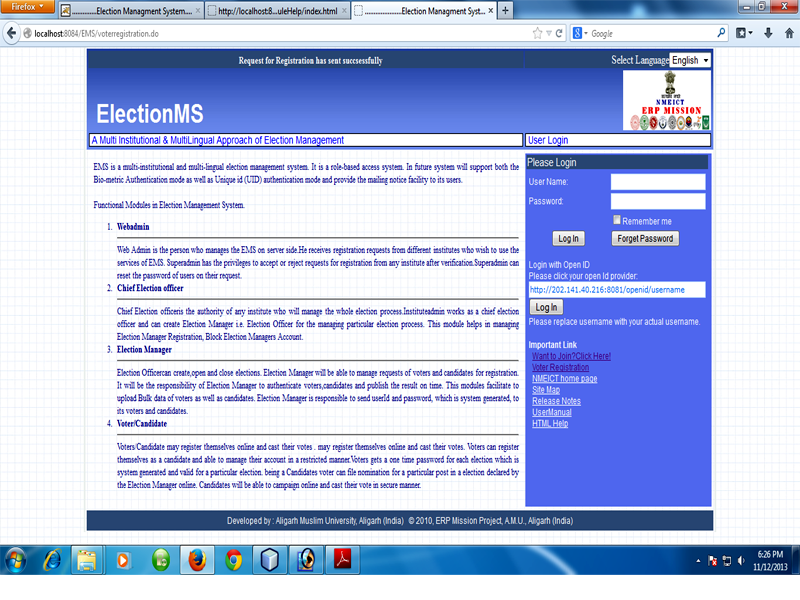 Firefox
....................Election Managment System....
http://localhost:8...uleHelp/index.html
....................Election Managment Syst...
localhost:8084/EMS/voterregistration.do
Google
Request for Registration has sent succsessfully
Select Language English
ElectionMS
NMEICT
ERP MISSION
A Multi Institutional & MultiLingual Approach of Election Management
User Login
EMS is a multi-institutional and multi-lingual election management system. It is a role-based access system. In future system will support both the
Bio-metric Authentication mode as well as Unique id (UID) authentication mode and provide the mailing notice facility to its users.
Functional Modules in Election Management System.
1. Webadmin
Web Admin is the person who manages the EMS on server side.He receives registration requests from different institutes who wish to use the
services of EMS. Superadmin has the privileges to accept or reject requests for registration from any institute after verification.Superadmin can
reset the password of users on their request.
2. Chief Election officer
Chief Election officeris the authority of any institute who will manage the whole election process.Instituteadmin works as a chief election
officer and can create Election Manager i.e. Election Officer for the managing particular election process. This module helps in managing
Election Manager Registration, Block Election Managers Account.
3. Election Manager
Election Officercan create,open and close elections. Election Manager will be able to manage requests of voters and candidates for registration.
It will be the responsibility of Election Manager to authenticate voters,candidates and publish the result on time. This modules facilitate to
upload Bulk data of voters as well as candidates. Election Manager is responsible to send userId and password, which is system generated, to
its voters and candidates.
4. Voter/Candidate
Voters/Candidate may register themselves online and cast their votes . may register themselves online and cast their votes. Voters can register
themselves as a candidate and able to manage their account in a restricted manner.Voters gets a one time password for each election which is
system generated and valid for a particular election. being a Candidates voter can file nomination for a particular post in a election declared by
the Election Manager online. Candidates will be able to campaign online and cast their vote in secure manner.
Please Login
User Name:
Password:
Remember me
Log In Forget Password
Login with Open ID
Please click your open Id provider:
http://202.141.40.216:8081/openid/username
Log In
Please replace username with your actual username.
Important Link
Want to Join?Click Here!
Voter Registration
NMEICT home page
Site Map
Release Notes
UserManual
HTML Help
Developed by : Aligarh Muslim University, Aligarh (India) © 2010, ERP Mission Project, A.M.U., Aligarh (India)
6:26 PM
11/12/2013